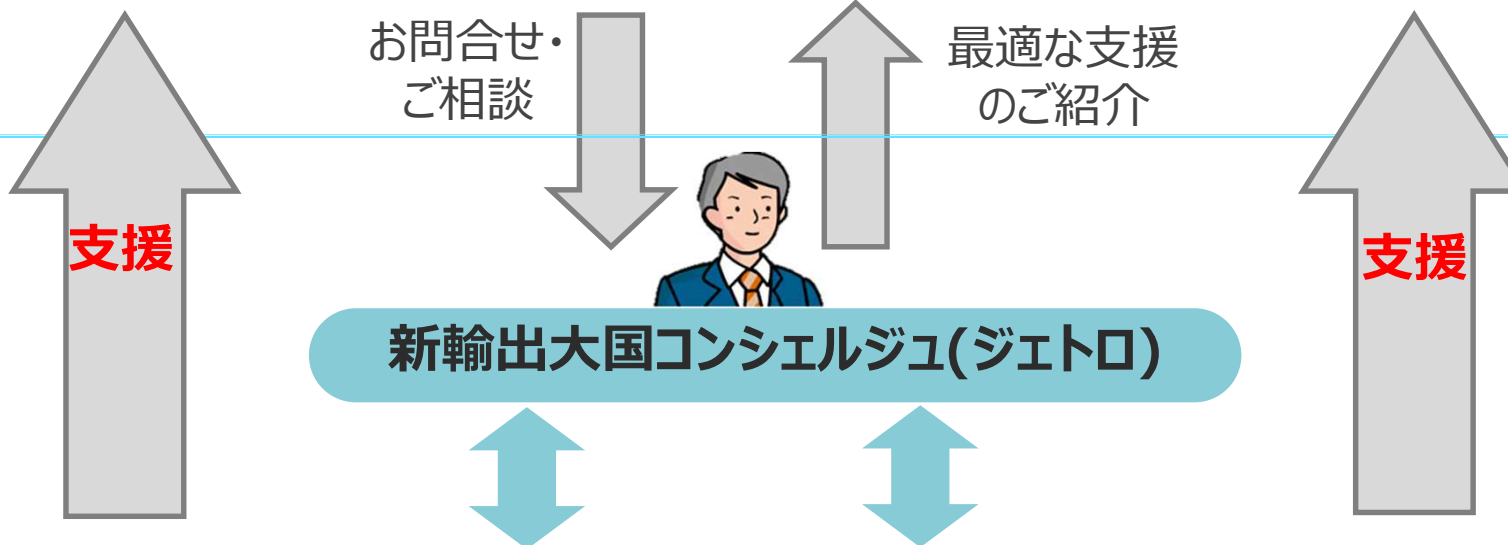 お問合せ・
ご相談
最適な支援
のご紹介
支援
支援
新輸出大国コンシェルジュ(ジェトロ)